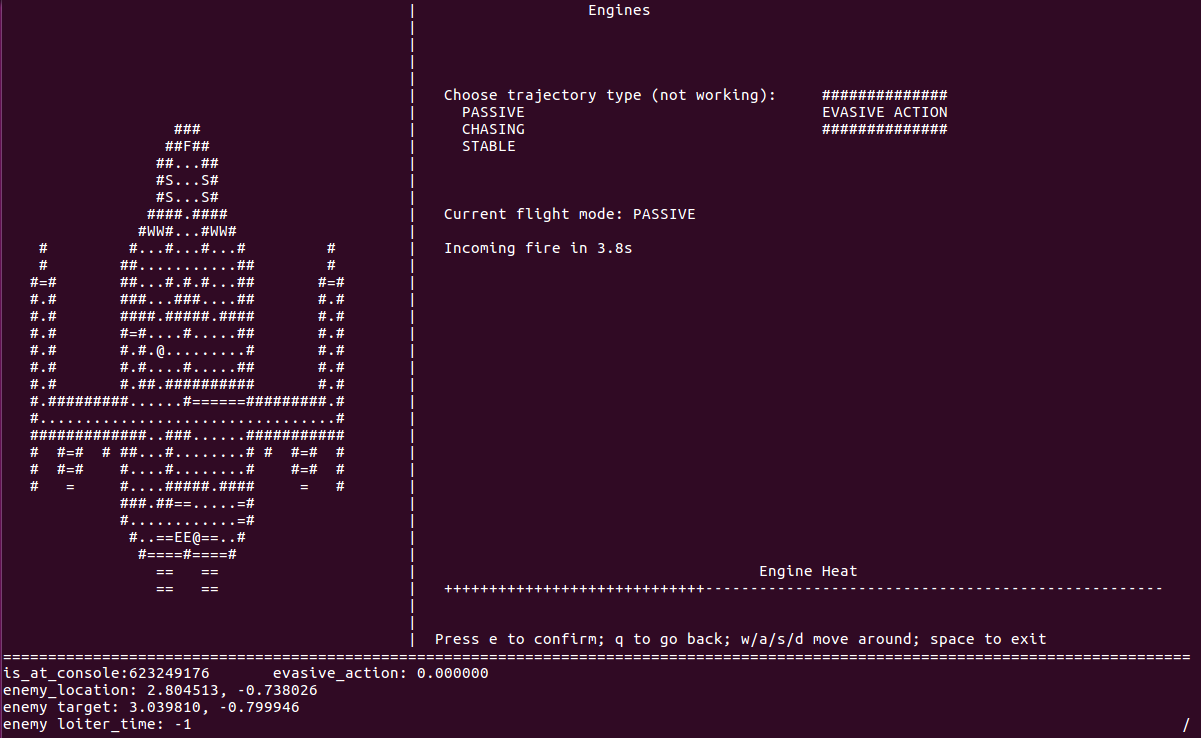 Engines
Choose trajectory type (not working): ##############
PASSIVE EVASIVE ACTION
CHASING ##############
STABLE
Current flight mode: PASSIVE
Incoming fire in 3.8s
###
##F##
##...##
#S...S#
#S...S#
####.####
#WW#...#WW#
# #...#...#...# #
# ##...........## #
#=# ##...#.#.#...## #=#
#.# ###...###....## #.#
#.# ####.#####.#### #.#
#.# #=#....#.....## #.#
#.# #.#.@.........# #.#
#.# #.#....#.....## #.#
#.# #.##.########## #.#
#.#########......#======#########.#
#.................................#
#############..###......###########
# #=# # ##...#........# # #=# #
# #=# #....#........# #=# #
# = #....#####.#### = #
###.##==.....=#
#............=#
#..==EE@==..#
#====#====#
== ==
== ==
Engine Heat
+++++++++++++++++++++++++++++---------------------------------------------------
Press e to confirm; q to go back; w/a/s/d move around; space to exit
is_at_console:623249176 evasive_action: 0.000000
enemy_location: 2.804513, -0.738026
enemy target: 3.039810, -0.799946
enemy loiter_time: -1 /